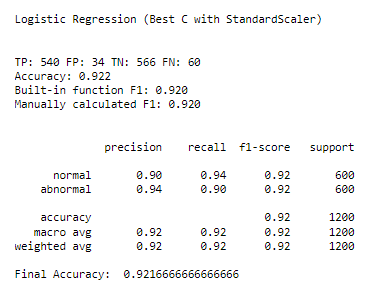 Logistic Regression (Best C with StandardScaler)
TP: 540 FP: 34 TN: 566 FN: 60
Accuracy: 0.922
Built-in function F1: 0.920
Manually calculated F1: 0.920
precision recall f1-score support
normal 0.90 0.94 0.92 600
abnormal 0.94 0.90 0.92 600
accuracy 0.92 1200
macro avg 0.92 0.92 0.92 1200
weighted avg 0.92 0.92 0.92 1200
Final Accuracy: 0.9216666666666666